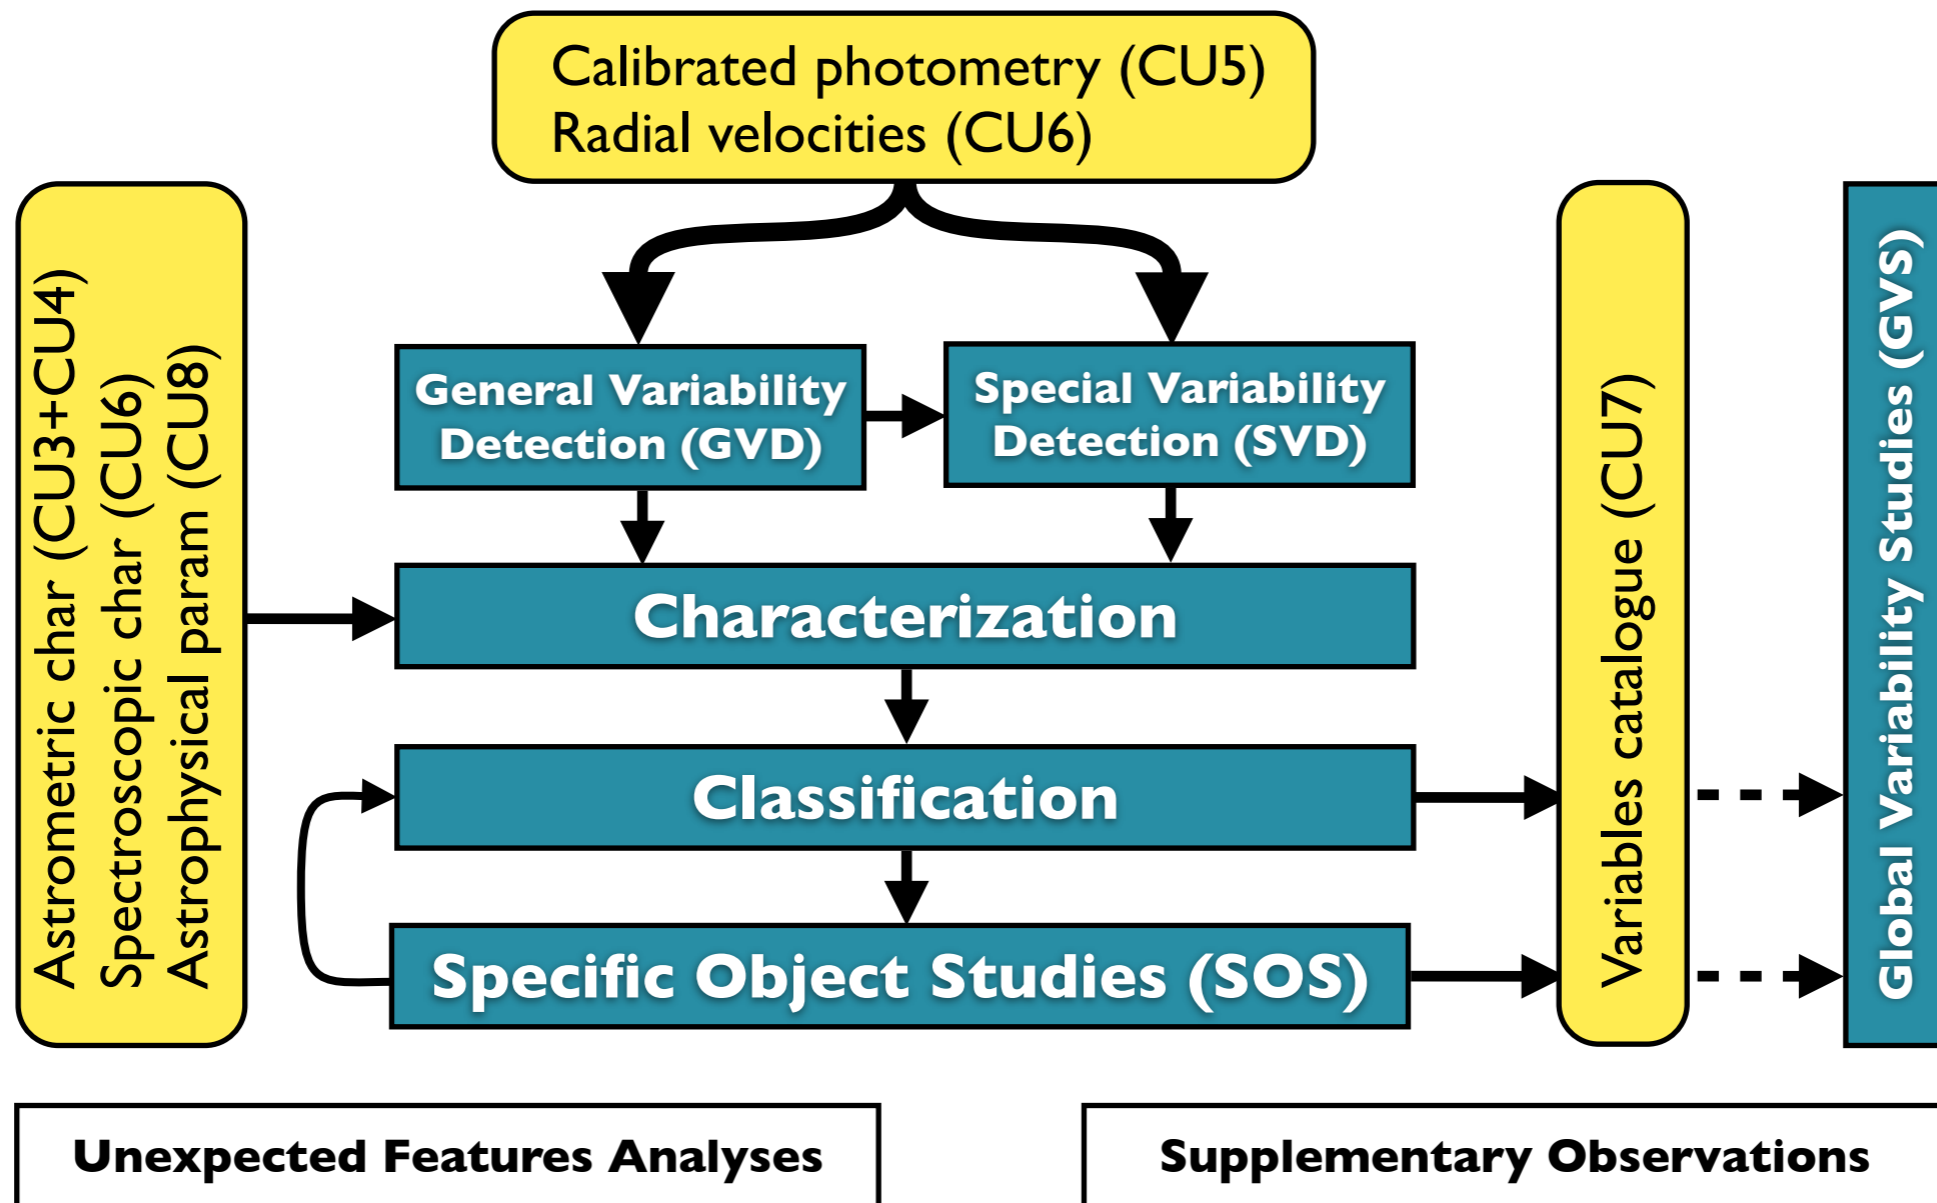 Calibrated photometry (CU5)
Radial velocities (CU6)
Astrometric char (CU3+CU4)
Spectroscopic char (CU6)
Astrophysical param (CU8)
General Variability
Detection (GVD)
Special Variability
Detection (SVD)
Characterization
Classification
Specific Object Studies (SOS)
Variables catalogue (CU7)
Global Variability Studies (GVS)
Unexpected Features Analyses
Supplementary Observations